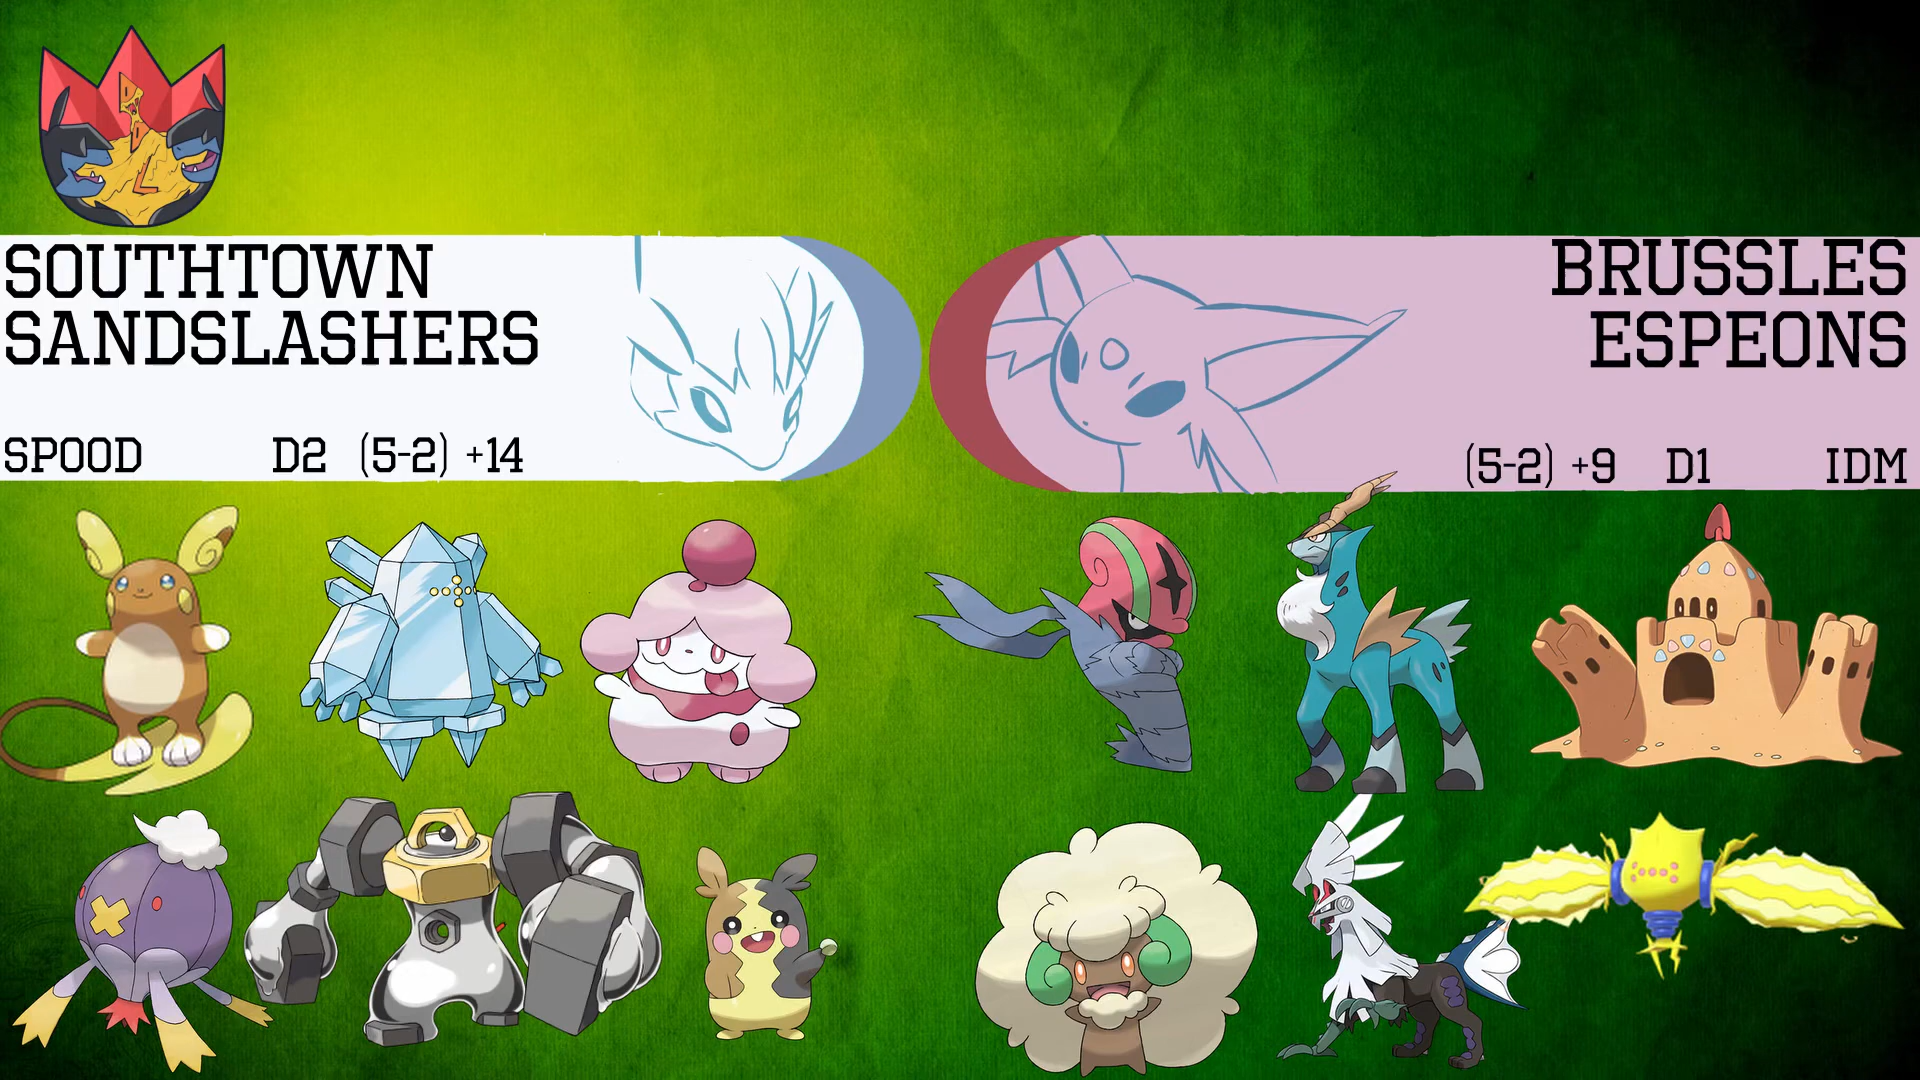 D
D
L
SOUTHTOWN
SANDSLASHERS
SPOOD D2 (5-2) +14
BRUSSLES
ESPEONS
(5-2) +9 D1 IDM